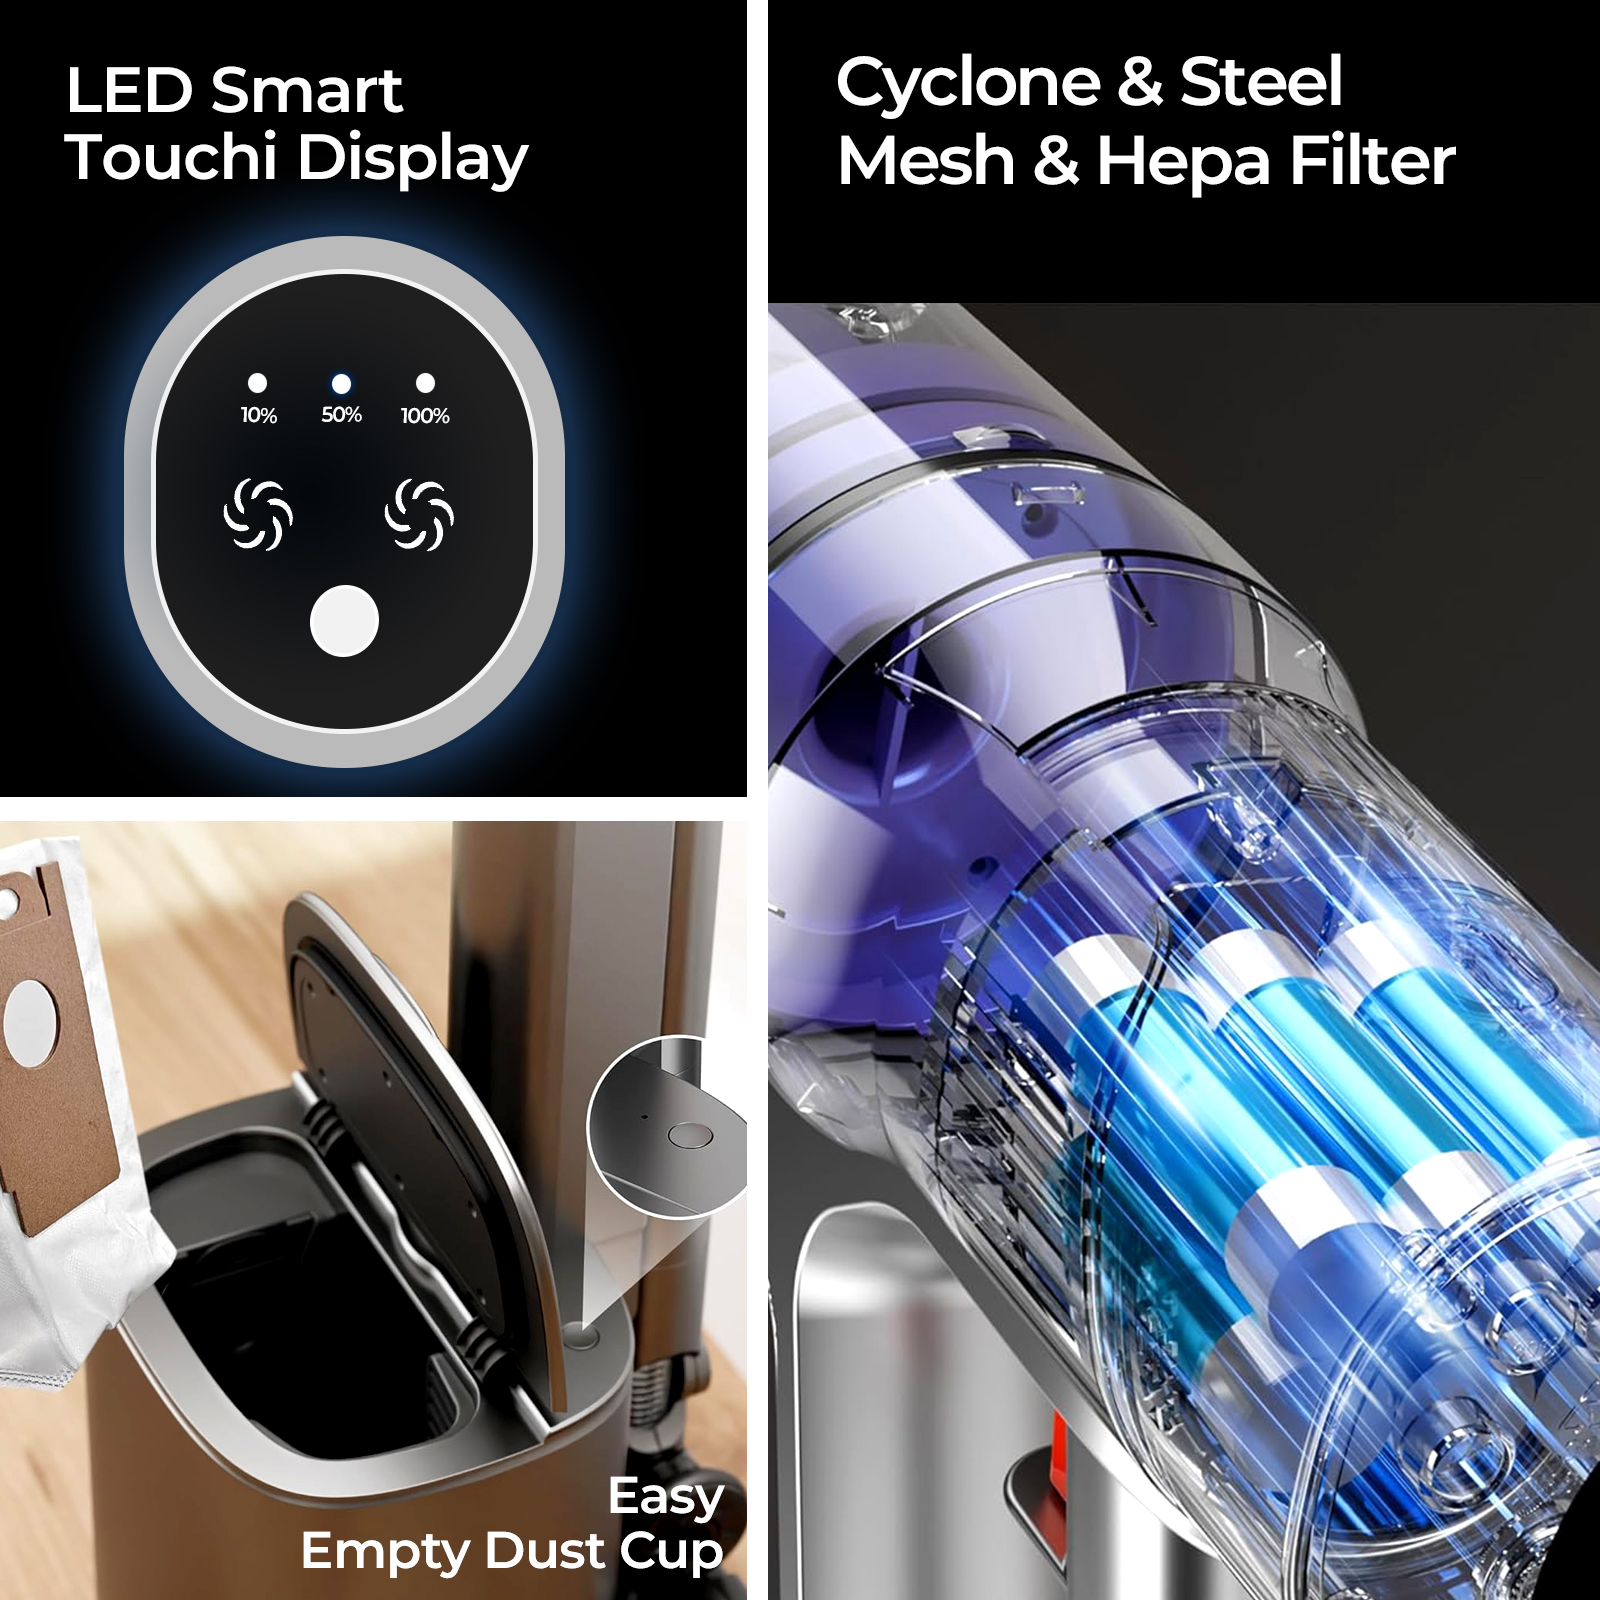 LED Smart
Touchi Display
10% 50% 100%
Cyclone & Steel
Mesh & Hepa Filter
Easy
Empty Dust Cup